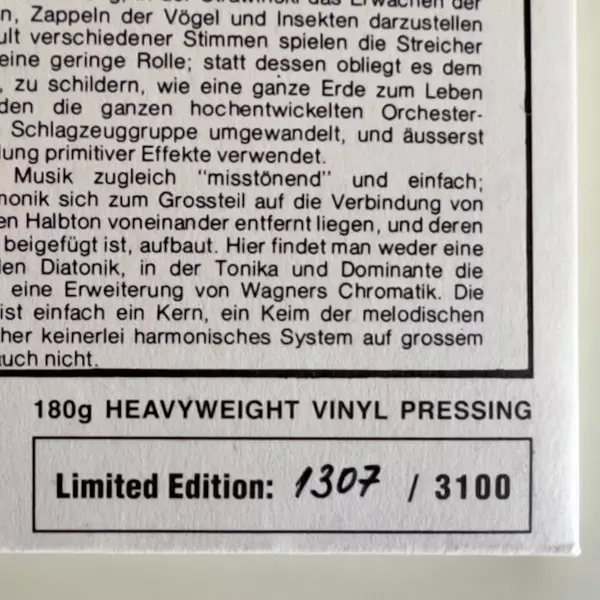 Zappeln der Vögel und Insekten darzustellen
verschiedener Stimmen spielen die Streicher
eine geringe Rolle; statt dessen obliegt es dem
zu schildern, wie eine ganze Erde zum Leben
den die ganzen hochentwickelten Orchester-
Schlagzeuggruppe umgewandelt, und äusserst
lung primitiver Effekte verwendet.
Musik zugleich "misstönend" und einfach;
monik sich zum Grossteil auf die Verbindung von
en Halbton voneinander entfernt liegen, und deren
beigefügt ist, aufbaut. Hier findet man weder eine
len Diatonik, in der Tonika und Dominante die
eine Erweiterung von Wagners Chromatik. Die
ist einfach ein Kern, ein Keim der melodischen
her keinerlei harmonisches System auf grossem
auch nicht.
180g HEAVYWEIGHT VINYL PRESSING
Limited Edition: 1307 / 3100